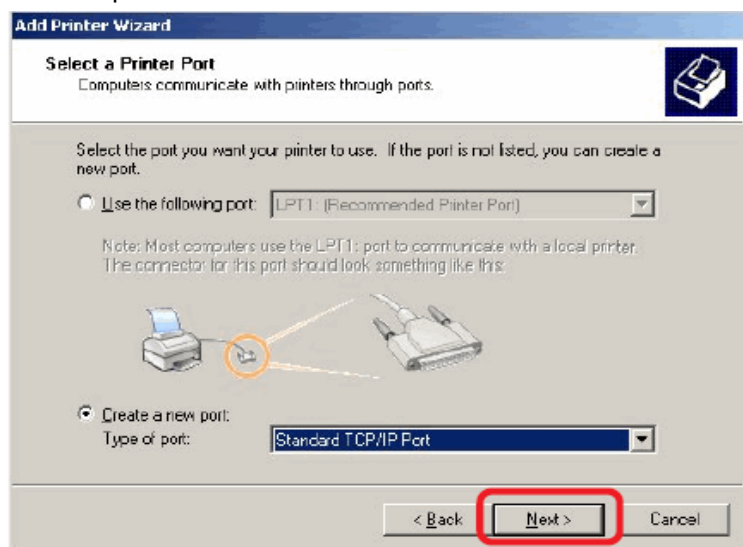 Add Printer Wizard
Select a Printer Port
Computers communicate with printers through ports.
Select the port you want your printer to use. If the port is not listed, you can create a
new port.
Use the following port: LPT1: (Recommended Printer Port)
Note: Most computers use the LPT1: port to communicate with a local printer.
The connector for this port should look something like this:
Create a new port:
Type of port: Standard TCP/IP Port
< Back Next > Cancel